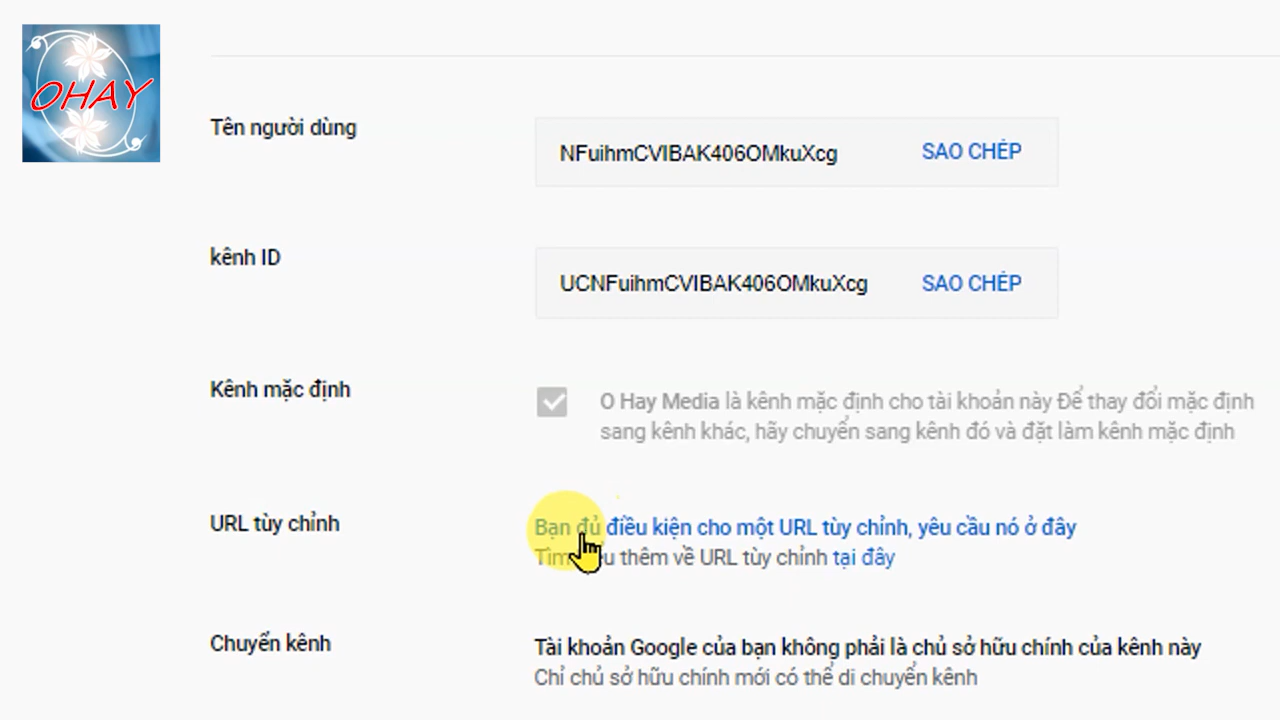 OHAY
Tên người dùng
NFuihmCVIBAK406OMkuXcg
SAO CHÉP
kênh ID
UCNFuihmCVIBAK406OMkuXcg
SAO CHÉP
Kênh mặc định
O Hay Media là kênh mặc định cho tài khoản này Để thay đổi mặc định
sang kênh khác, hãy chuyển sang kênh đó và đặt làm kênh mặc định
URL tùy chỉnh
Bạn đủ điều kiện cho một URL tùy chỉnh, yêu cầu nó ở đây
Tìm thêm về URL tùy chỉnh tại đây
Chuyển kênh
Tài khoản Google của bạn không phải là chủ sở hữu chính của kênh này
Chỉ chủ sở hữu chính mới có thể di chuyển kênh